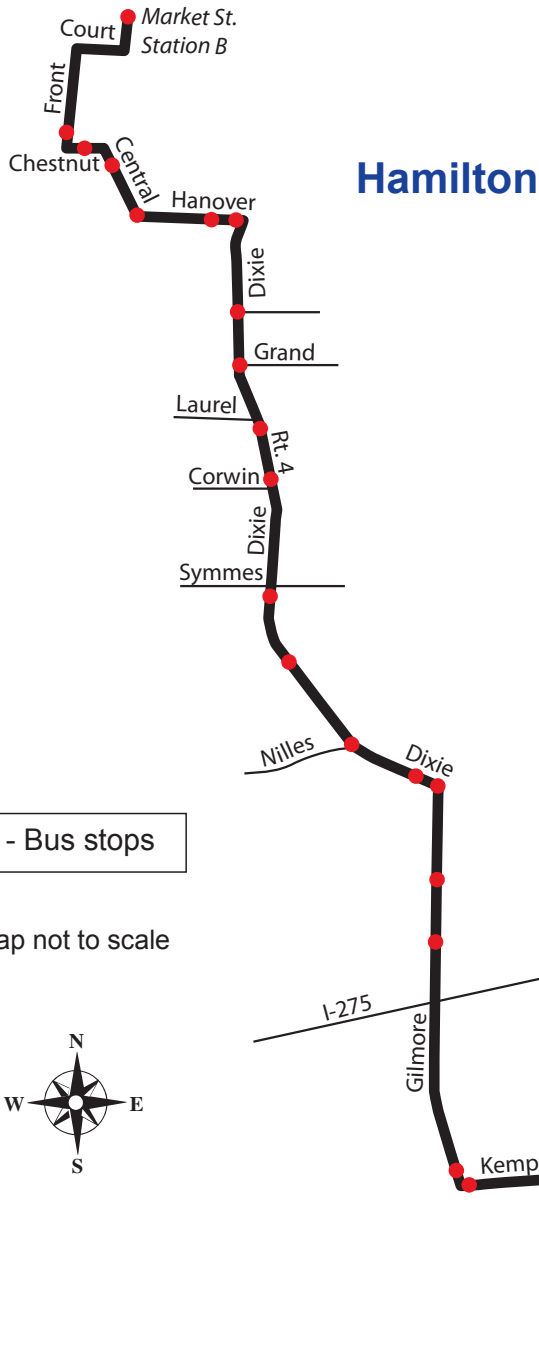 Market St.
Station B
Court
Front
Chestnut
Central
Hanover
Hamilton
Dixie
Grand
Laurel
Rt. 4
Corwin
Dixie
Symmes
Nilles
Dixie
- Bus stops
ap not to scale
I-275
Gilmore
N
W
E
S
Kemp